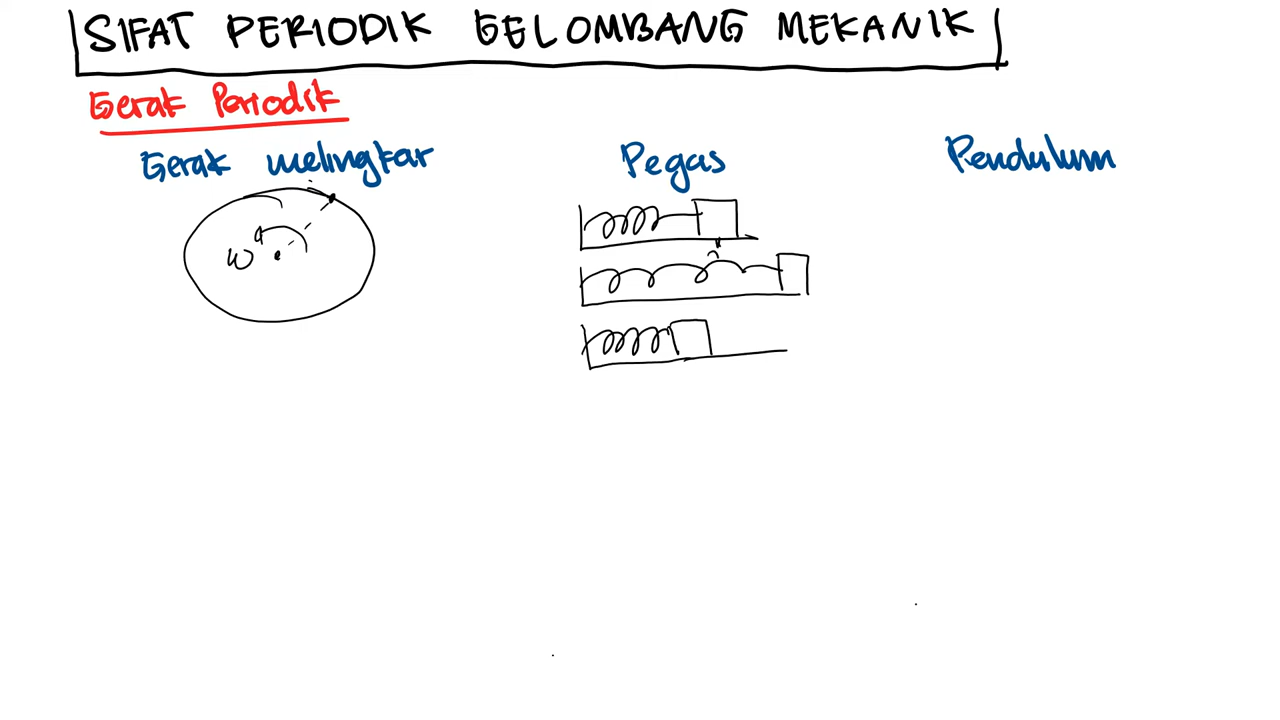 SIFAT PERIODIK GELOMBANG MEKANIK
Gerak Periodik
Gerak melingkar Pegas Pendulum
ω